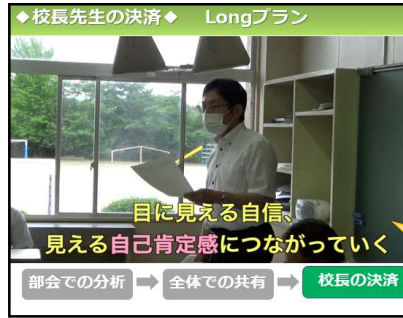 ◆校長先生の決済◆ Longプラン
目に見える自信、
見える自己肯定感につながっていく
部会での分析 ➡ 全体での共有 ➡ 校長の決済